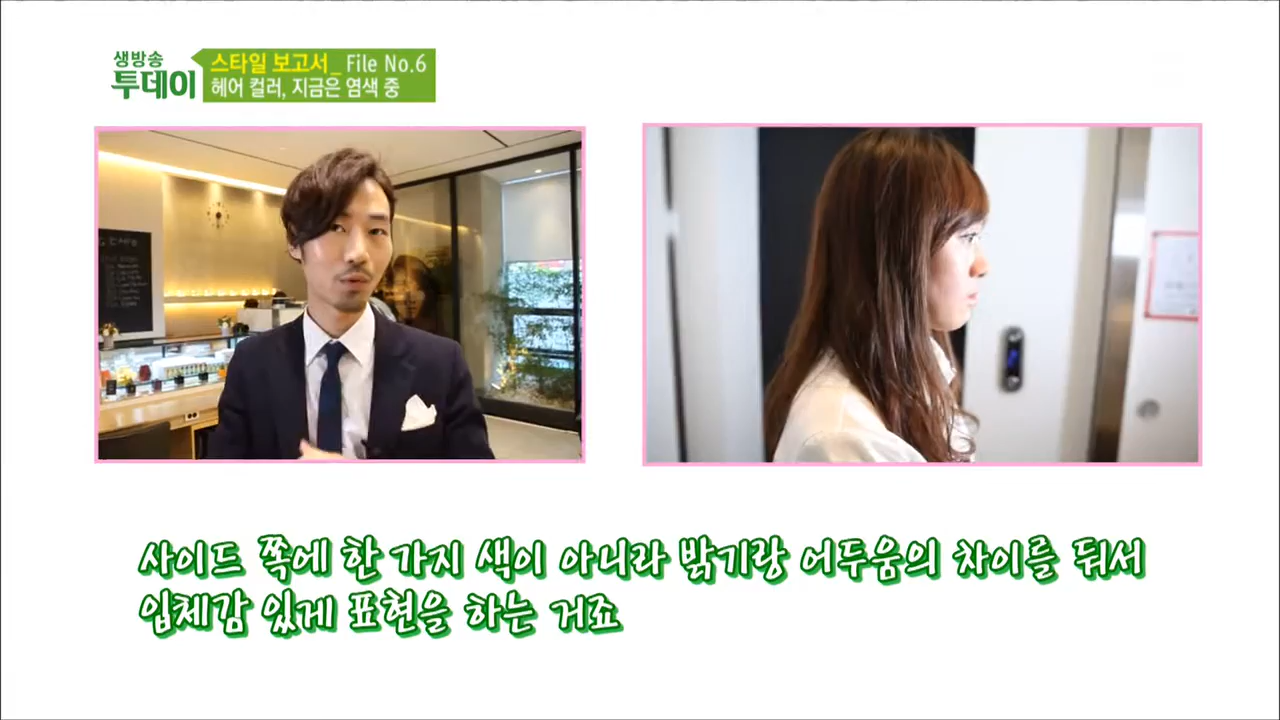 생방송
투데이
스타일 보고서_ File No.6
헤어 컬러, 지금은 염색 중
사이드 쪽에 한 가지 색이 아니라 밝기랑 어두움의 차이를 둬서
입체감 있게 표현을 하는 거죠